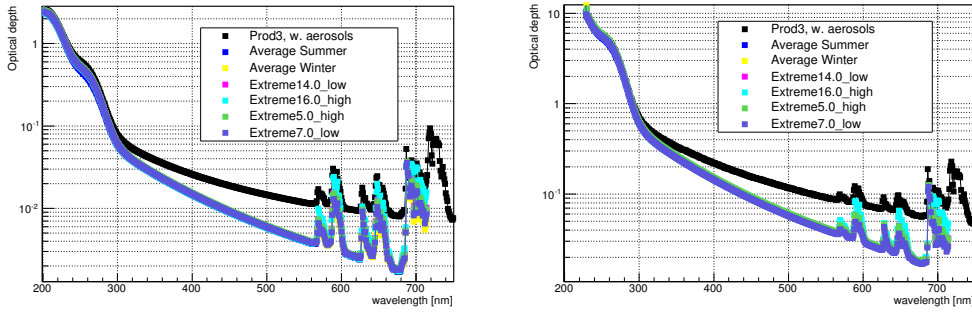 Optical depth
1
10-1
10-2
Prod3, w. aerosols
Average Summer
Average Winter
Extreme14.0_low
Extreme16.0_high
Extreme5.0_high
Extreme7.0_low
200 300 400 500 600 700
wavelength [nm]
Optical depth
10
1
10-1
Prod3, w. aerosols
Average Summer
Average Winter
Extreme14.0_low
Extreme16.0_high
Extreme5.0_high
Extreme7.0_low
200 300 400 500 600 700
wavelength [nm]